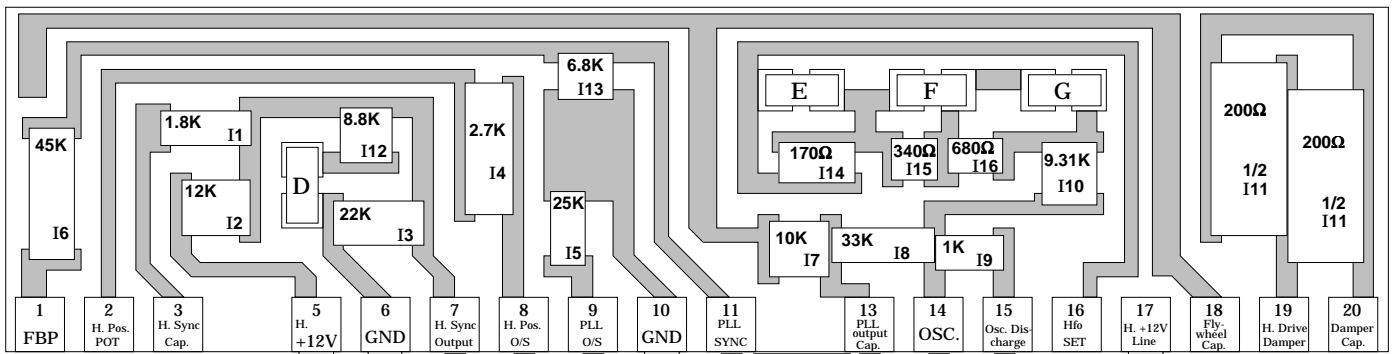 6.8K
I13
E
F
G
1.8K
I1
8.8K
I12
45K
I6
2.7K
I4
D
12K
I2
22K
I3
25K
I5
170Ω
I14
340Ω
I15
680Ω
I16
9.31K
I10
10K
I7
33K
I8
1K
I9
200Ω
1/2
I11
200Ω
1/2
I11
1
FBP
2
H. Pos.
POT
3
H. Sync
Cap.
5
H.
+12V
6
GND
7
H. Sync
Output
8
H. Pos.
O/S
9
PLL
O/S
10
GND
11
PLL
SYNC
13
PLL
output
Cap.
14
OSC.
15
Osc. Dis-
charge
16
Hfo
SET
17
H. +12V
Line
18
Fly-
wheel
Cap.
19
H. Drive
Damper
20
Damper
Cap.